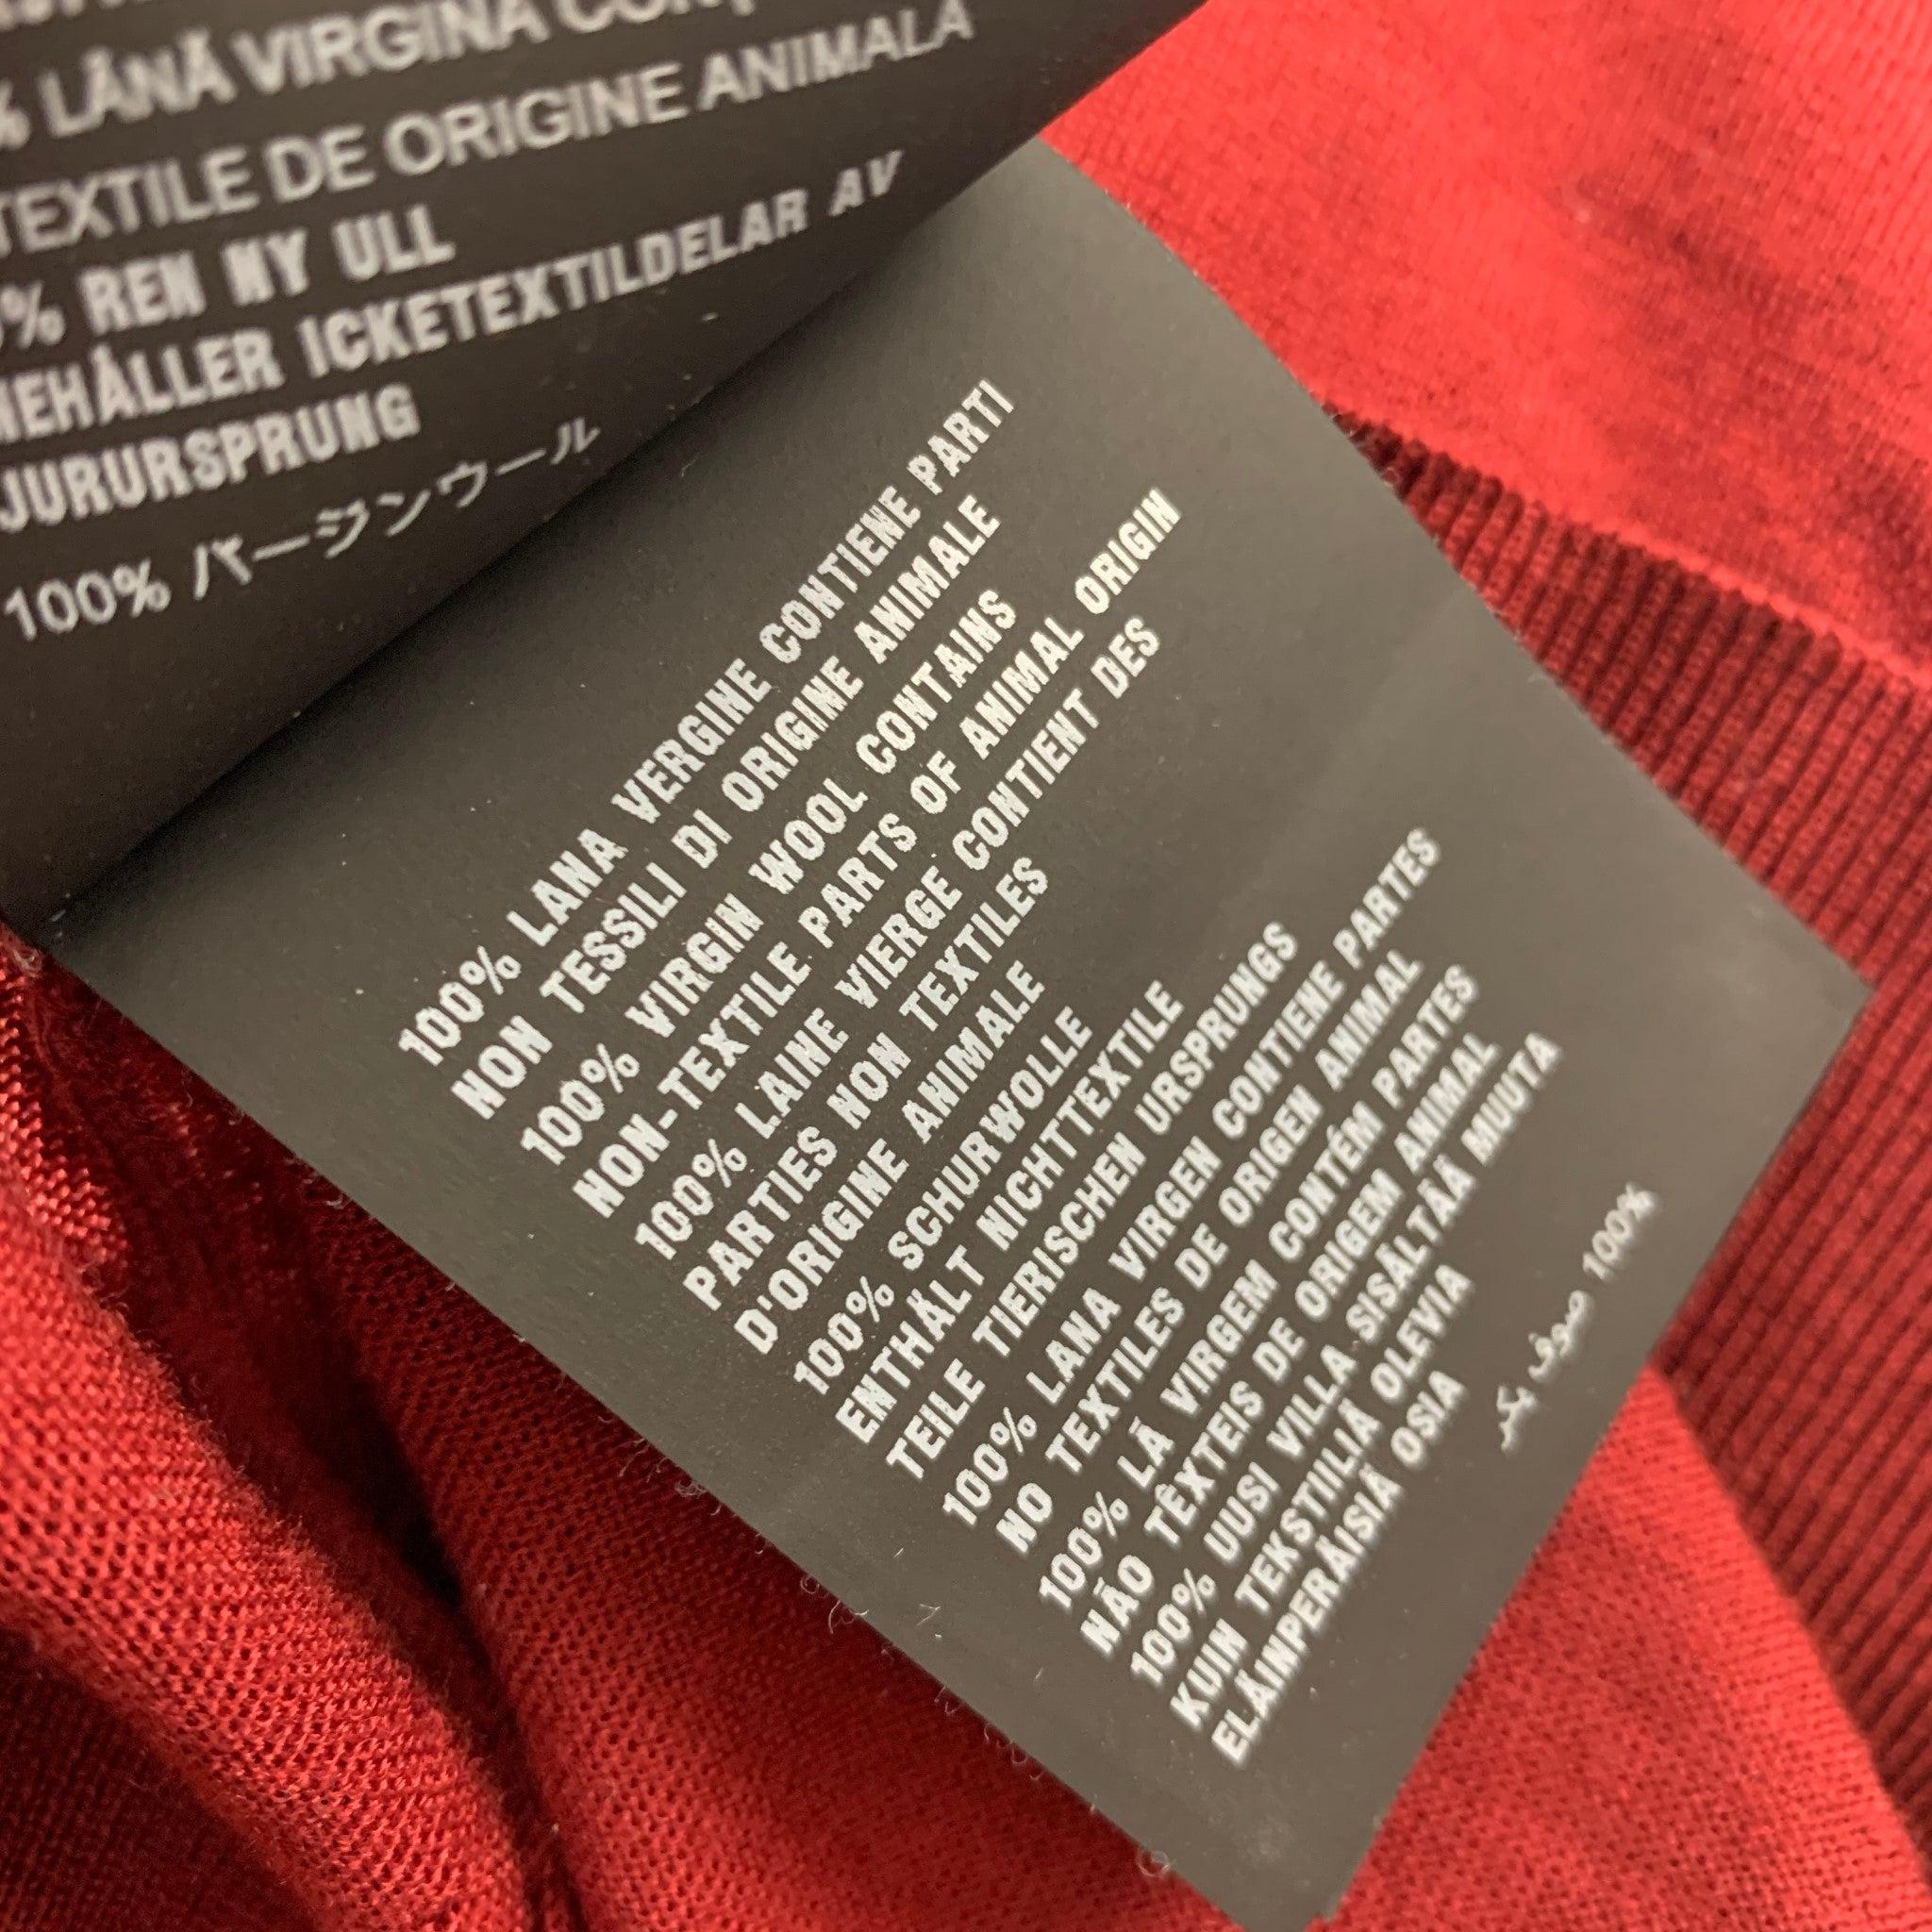 % LÂNĂ VIRGINĂ
TEXTILE DE ORIGINE ANIMALĂ
% REN NY ULL
NEHÅLLER ICKETEXTILDELAR AV
JURURSPRUNG
100% バージンウール
100% LANA VERGINE CONTIENE PARTI
NON TESSILI DI ORIGINE ANIMALE
100% VIRGIN WOOL CONTAINS
NON-TEXTILE PARTS OF ANIMAL ORIGIN
100% LAINE VIERGE CONTIENT DES
PARTIES NON TEXTILES
D'ORIGINE ANIMALE
100% SCHURWOLLE
ENTHÄLT NICHTTEXTILE
TEILE TIERISCHEN URSPRUNGS
100% LANA VIRGEN CONTIENE PARTES
NO TEXTILES DE ORIGEN ANIMAL
100% LÃ VIRGEM CONTÉM PARTES
NÃO TÊXTEIS DE ORIGEM ANIMAL
100% UUSI VILLA SISÄLTÄÄ MUUTA
KUIN TEKSTIILIÄ OLEVIA
ELÄINPERÄISIÄ OSIA
100% صوف بكر